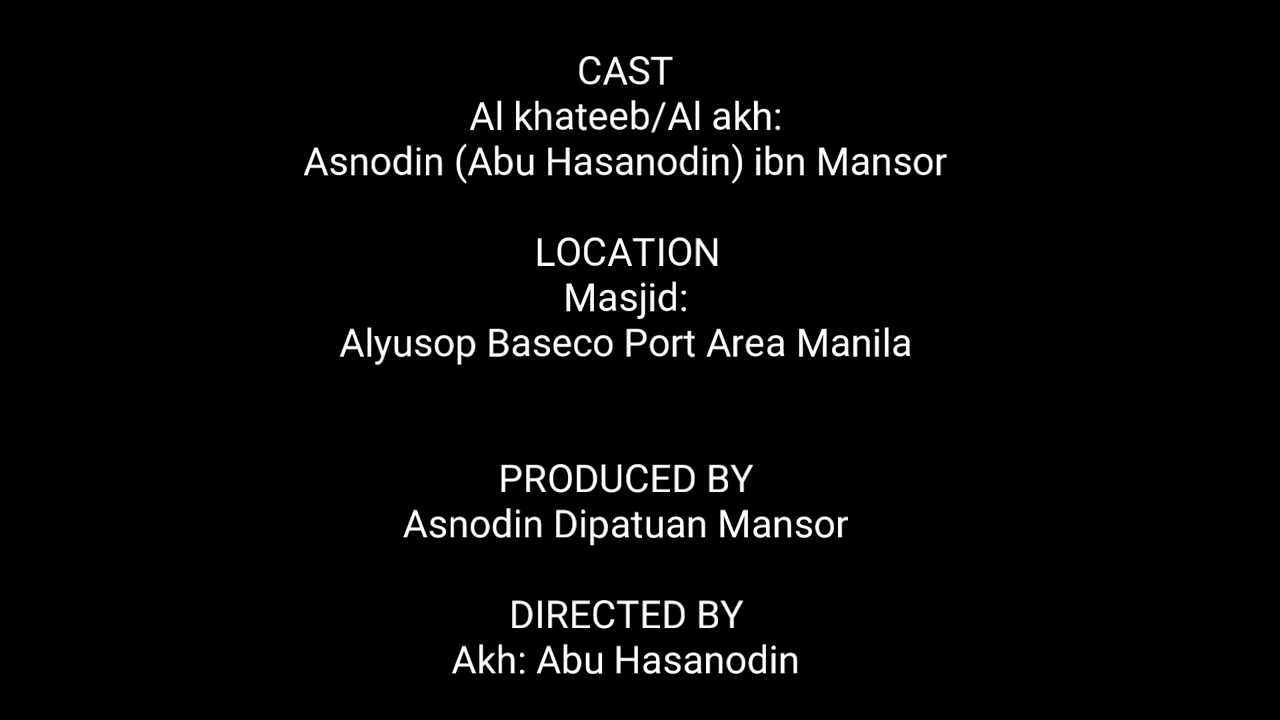 CAST
Al khateeb/Al akh:
Asnodin (Abu Hasanodin) ibn Mansor
LOCATION
Masjid:
Alyusop Baseco Port Area Manila
PRODUCED BY
Asnodin Dipatuan Mansor
DIRECTED BY
Akh: Abu Hasanodin